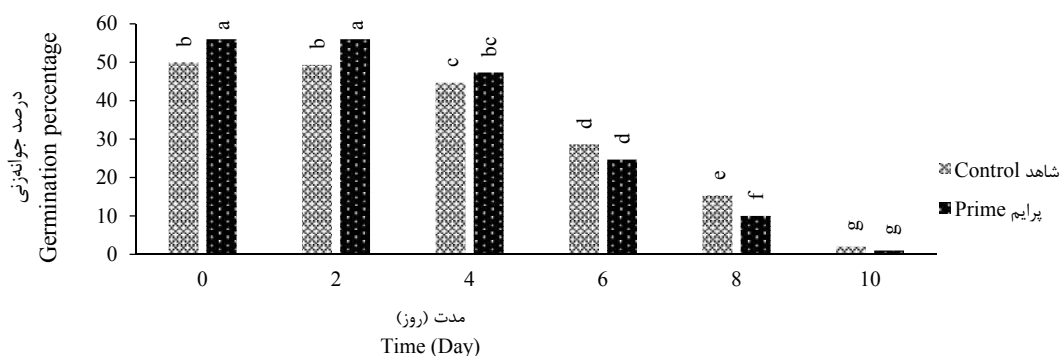 درصد جوانه‌زنی
Germination percentage
60
50
40
30
20
10
0
b a b a c bc d d e f g g
0 2 4 6 8 10
مدت (روز)
Time (Day)
شاهد Control
پرایم Prime